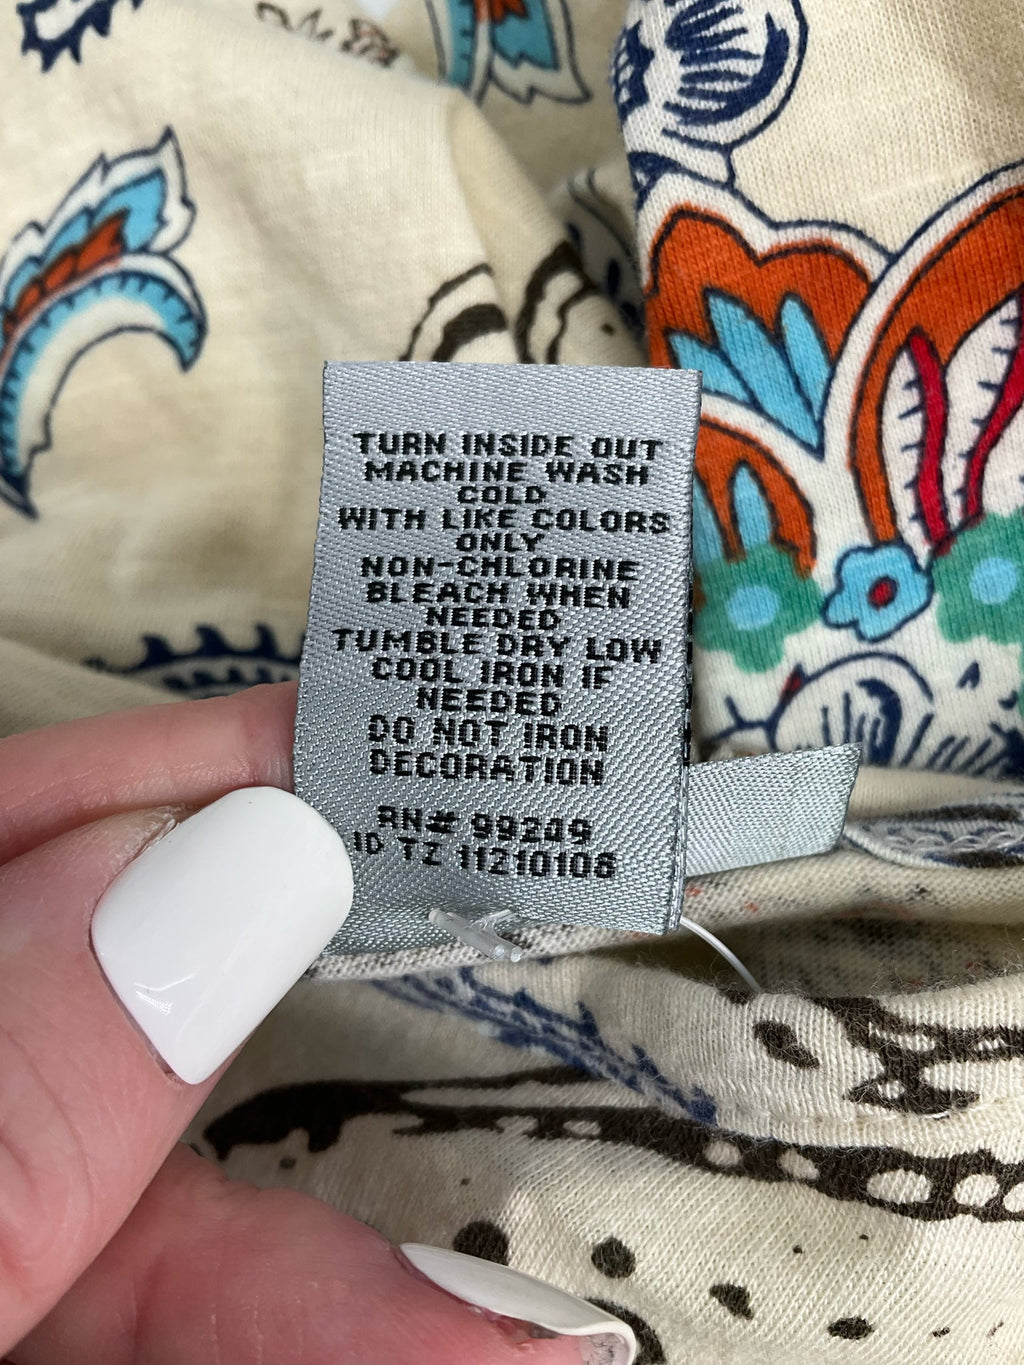 TURN INSIDE OUT
MACHINE WASH
COLD
WITH LIKE COLORS
ONLY
NON-CHLORINE
BLEACH WHEN
NEEDED
TUMBLE DRY LOW
COOL IRON IF
NEEDED
DO NOT IRON
DECORATION
RN# 99249
ID TZ 11210106